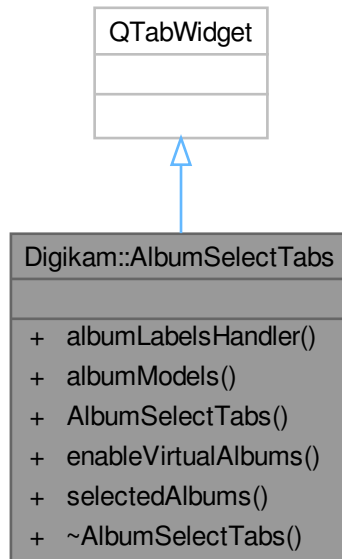 QTabWidget
Digikam::AlbumSelectTabs
+ albumLabelsHandler()
+ albumModels()
+ AlbumSelectTabs()
+ enableVirtualAlbums()
+ selectedAlbums()
+ ~AlbumSelectTabs()